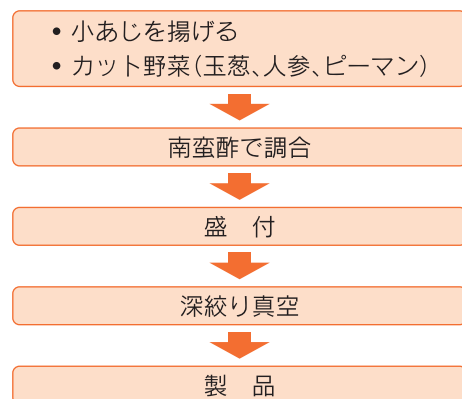 • 小あじを揚げる
• カット野菜(玉葱、人参、ピーマン)
南蛮酢で調合
盛　付
深絞り真空
製　品